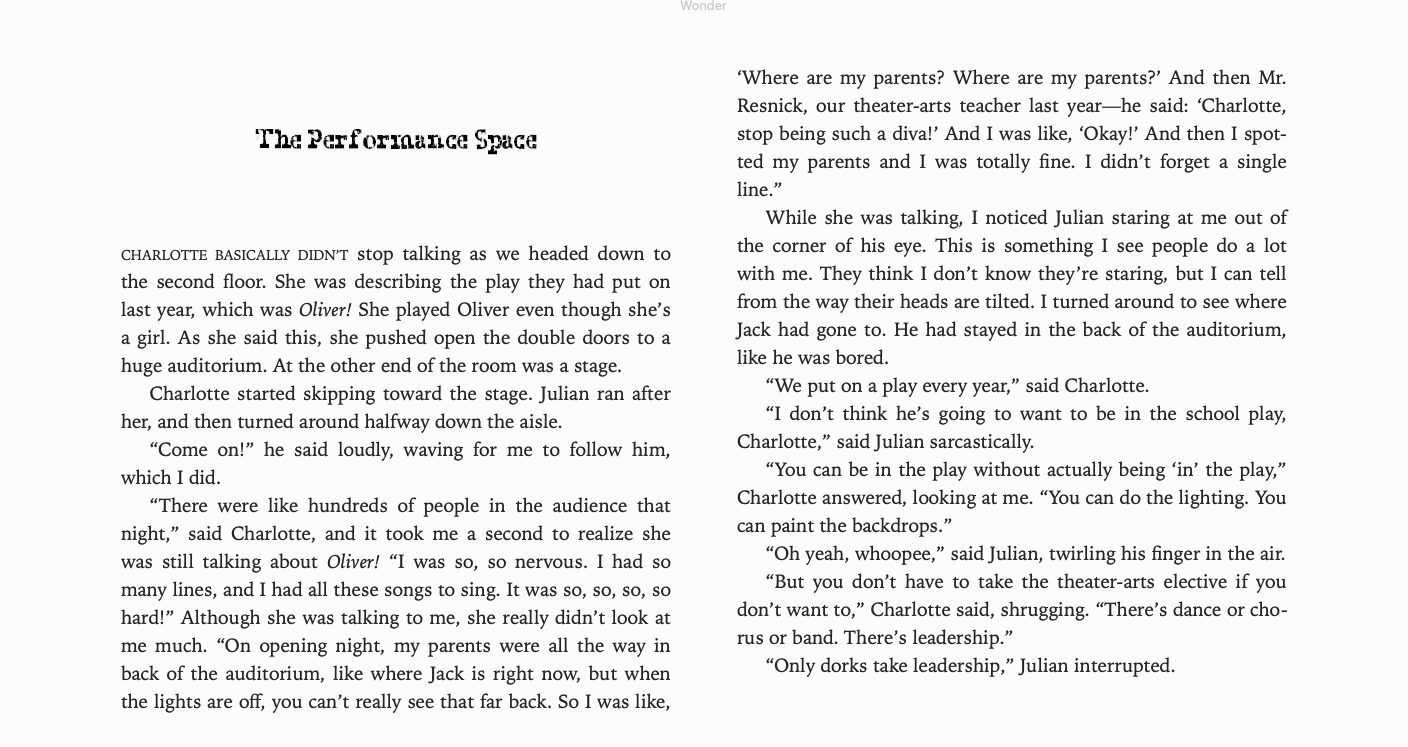 Wonder
The Performance Space
CHARLOTTE BASICALLY DIDN’T stop talking as we headed down to
the second floor. She was describing the play they had put on
last year, which was Oliver! She played Oliver even though she’s
a girl. As she said this, she pushed open the double doors to a
huge auditorium. At the other end of the room was a stage.
Charlotte started skipping toward the stage. Julian ran after
her, and then turned around halfway down the aisle.
“Come on!” he said loudly, waving for me to follow him,
which I did.
“There were like hundreds of people in the audience that
night,” said Charlotte, and it took me a second to realize she
was still talking about Oliver! “I was so, so nervous. I had so
many lines, and I had all these songs to sing. It was so, so, so, so
hard!” Although she was talking to me, she really didn’t look at
me much. “On opening night, my parents were all the way in
back of the auditorium, like where Jack is right now, but when
the lights are off, you can’t really see that far back. So I was like,
‘Where are my parents? Where are my parents?’ And then Mr.
Resnick, our theater-arts teacher last year—he said: ‘Charlotte,
stop being such a diva!’ And I was like, ‘Okay!’ And then I spot-
ted my parents and I was totally fine. I didn’t forget a single
line.”
While she was talking, I noticed Julian staring at me out of
the corner of his eye. This is something I see people do a lot
with me. They think I don’t know they’re staring, but I can tell
from the way their heads are tilted. I turned around to see where
Jack had gone to. He had stayed in the back of the auditorium,
like he was bored.
“We put on a play every year,” said Charlotte.
“I don’t think he’s going to want to be in the school play,
Charlotte,” said Julian sarcastically.
“You can be in the play without actually being ‘in’ the play,”
Charlotte answered, looking at me. “You can do the lighting. You
can paint the backdrops.”
“Oh yeah, whoopee,” said Julian, twirling his finger in the air.
“But you don’t have to take the theater-arts elective if you
don’t want to,” Charlotte said, shrugging. “There’s dance or cho-
rus or band. There’s leadership.”
“Only dorks take leadership,” Julian interrupted.